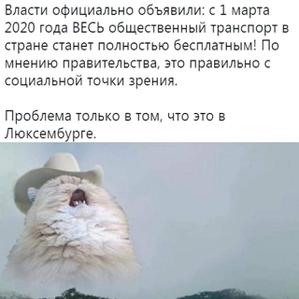 Власти официально объявили: с 1 марта
2020 года ВЕСЬ общественный транспорт в
стране станет полностью бесплатным! По
мнению правительства, это правильно с
социальной точки зрения.
Проблема только в том, что это в
Люксембурге.